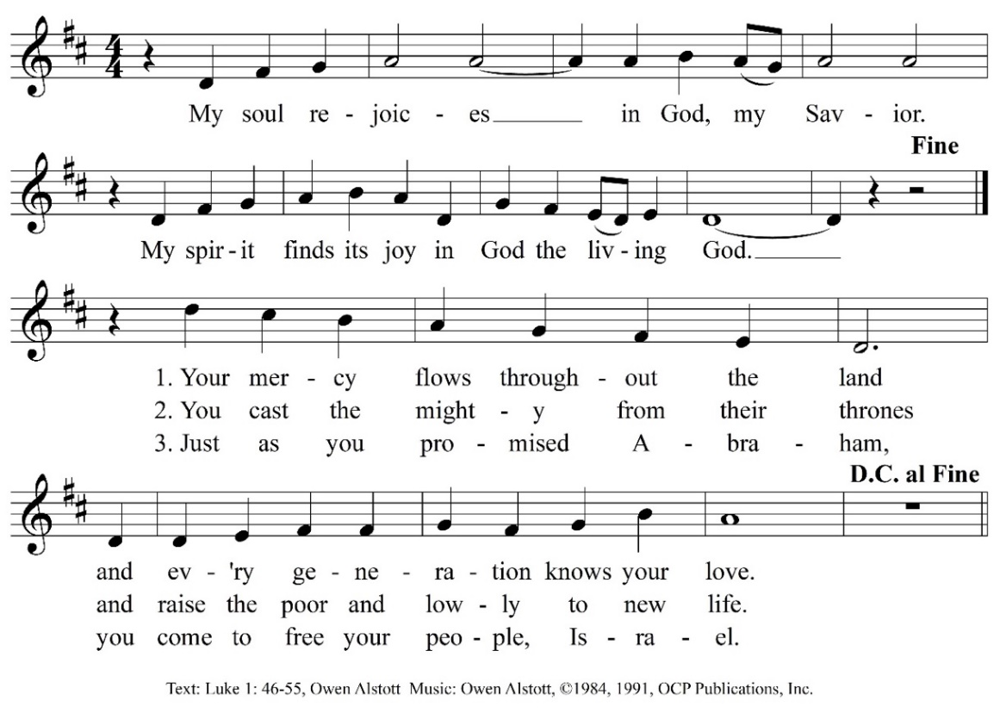 My soul re - joic - es in God, my Sav - ior.
Fine
My spir - it finds its joy in God the liv - ing God.
1. Your mer - cy flows through - out the land
2. You cast the might - y from their thrones
3. Just as you pro - mised A - bra - ham,
D.C. al Fine
and ev - 'ry ge - ne - ra - tion knows your love.
and raise the poor and low - ly to new life.
you come to free your peo - ple, Is - ra - el.
Text: Luke 1: 46-55, Owen Alstott Music: Owen Alstott, ©1984, 1991, OCP Publications, Inc.